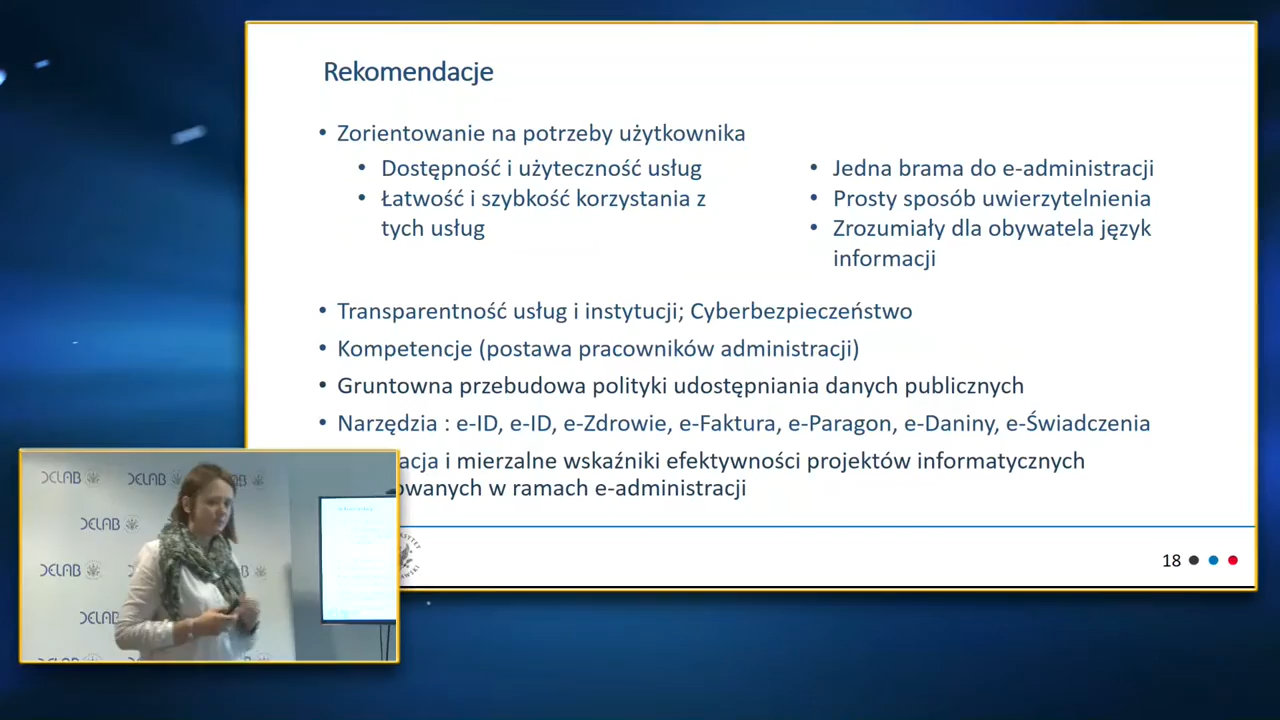 Rekomendacje
• Zorientowanie na potrzeby użytkownika
• Dostępność i użyteczność usług
• Łatwość i szybkość korzystania z
tych usług
• Jedna brama do e-administracji
• Prosty sposób uwierzytelnienia
• Zrozumiały dla obywatela język
informacji
• Transparentność usług i instytucji; Cyberbezpieczeństwo
• Kompetencje (postawa pracowników administracji)
• Gruntowna przebudowa polityki udostępniania danych publicznych
• Narzędzia : e-ID, e-ID, e-Zdrowie, e-Faktura, e-Paragon, e-Daniny, e-Świadczenia
i mierzalne wskaźniki efektywności projektów informatycznych
w ramach e-administracji
18
DELAB DELAB
DELAB
DELAB
DELAB